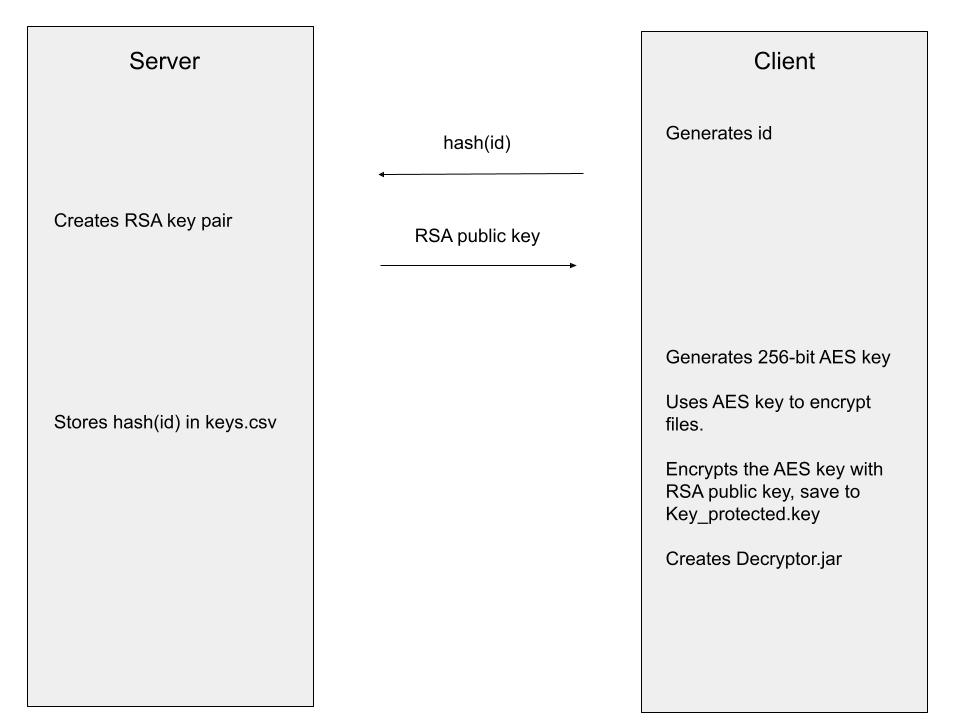 Server
Client
Generates id
hash(id)
Creates RSA key pair
RSA public key
Generates 256-bit AES key
Uses AES key to encrypt
files.
Stores hash(id) in keys.csv
Encrypts the AES key with
RSA public key, save to
Key_protected.key
Creates Decryptor.jar